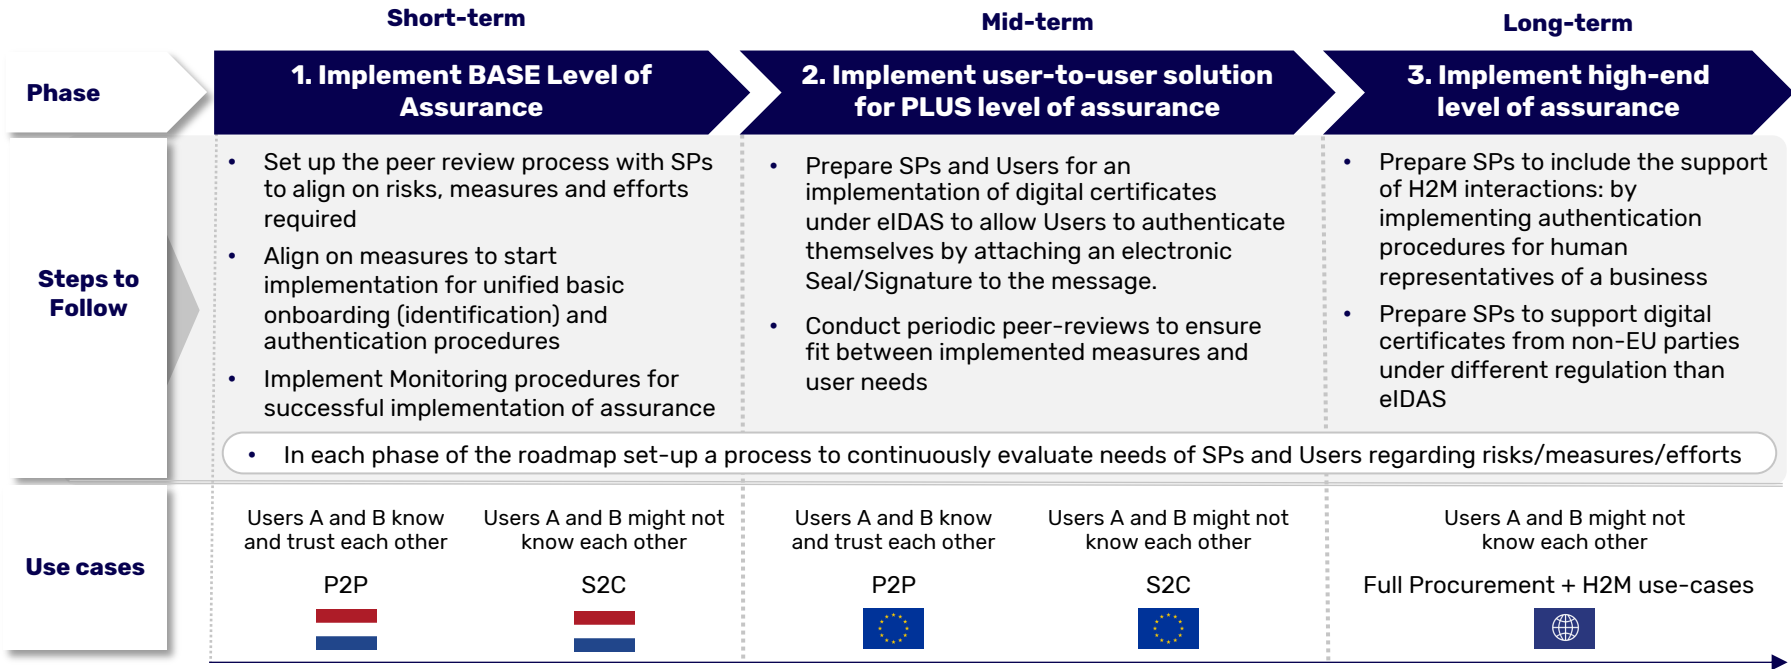 Short-term
Mid-term
Long-term
Phase
1. Implement BASE Level of
Assurance
2. Implement user-to-user solution
for PLUS level of assurance
3. Implement high-end
level of assurance
Steps to
Follow
• Set up the peer review process with SPs
to align on risks, measures and efforts
required
• Align on measures to start
implementation for unified basic
onboarding (identification) and
authentication procedures
• Implement Monitoring procedures for
successful implementation of assurance
• Prepare SPs and Users for an
implementation of digital certificates
under eIDAS to allow Users to authenticate
themselves by attaching an electronic
Seal/Signature to the message.
• Conduct periodic peer-reviews to ensure
fit between implemented measures and
user needs
• Prepare SPs to include the support
of H2M interactions: by
implementing authentication
procedures for human
representatives of a business
• Prepare SPs to support digital
certificates from non-EU parties
under different regulation than
eIDAS
• In each phase of the roadmap set-up a process to continuously evaluate needs of SPs and Users regarding risks/measures/efforts
Use cases
Users A and B know
and trust each other
P2P
Users A and B might not
know each other
S2C
Users A and B know
and trust each other
P2P
Users A and B might not
know each other
S2C
Users A and B might not
know each other
Full Procurement + H2M use-cases